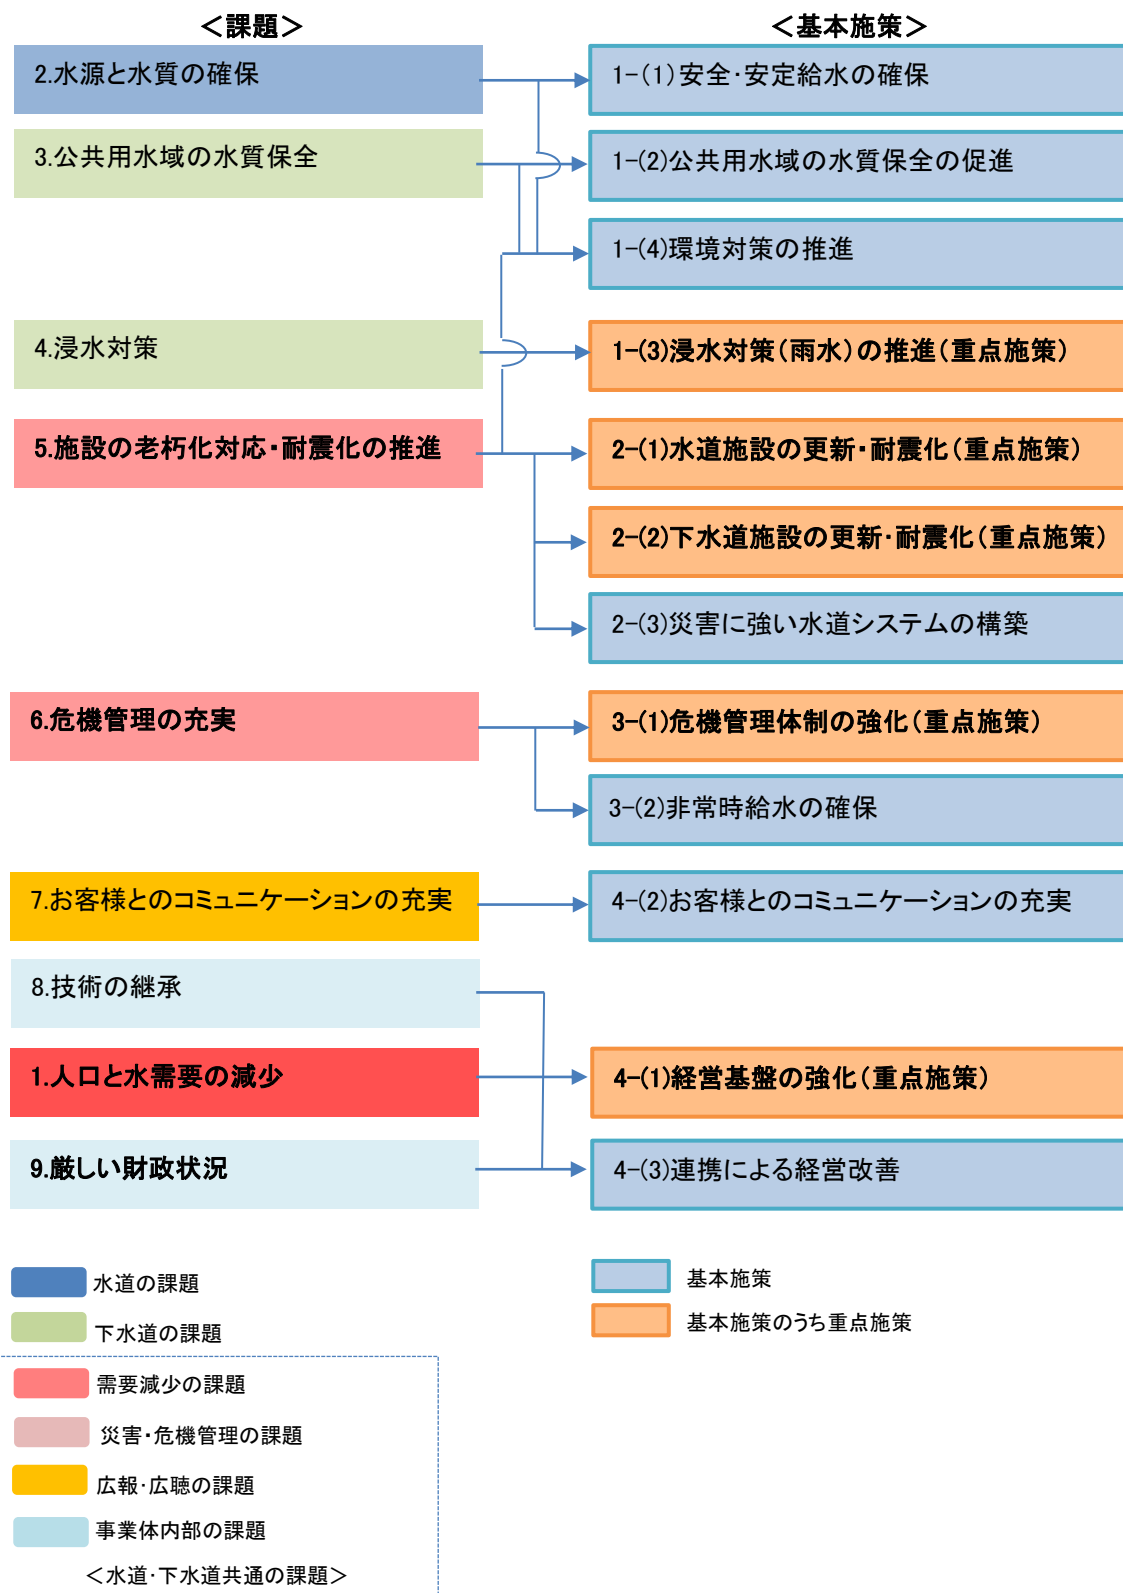 ＜課題＞
＜基本施策＞
2.水源と水質の確保
1-(1)安全・安定給水の確保
3.公共用水域の水質保全
1-(2)公共用水域の水質保全の促進
1-(4)環境対策の推進
4.浸水対策
1-(3)浸水対策（雨水）の推進（重点施策）
5.施設の老朽化対応・耐震化の推進
2-(1)水道施設の更新・耐震化（重点施策）
2-(2)下水道施設の更新・耐震化（重点施策）
2-(3)災害に強い水道システムの構築
6.危機管理の充実
3-(1)危機管理体制の強化（重点施策）
3-(2)非常時給水の確保
7.お客様とのコミュニケーションの充実
4-(2)お客様とのコミュニケーションの充実
8.技術の継承
1.人口と水需要の減少
4-(1)経営基盤の強化（重点施策）
9.厳しい財政状況
4-(3)連携による経営改善
水道の課題
下水道の課題
需要減少の課題
災害・危機管理の課題
広報・広聴の課題
事業体内部の課題
＜水道・下水道共通の課題＞
基本施策
基本施策のうち重点施策